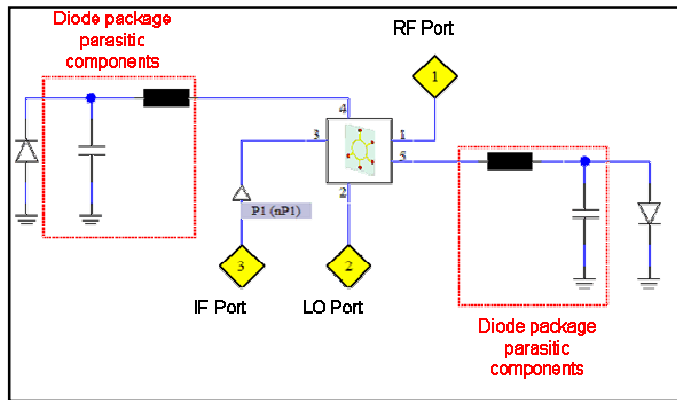 Diode package
parasitic
components
RF Port
1
4
3
1
2
P1 (nP1)
3
2
IF Port
LO Port
Diode package
parasitic
components